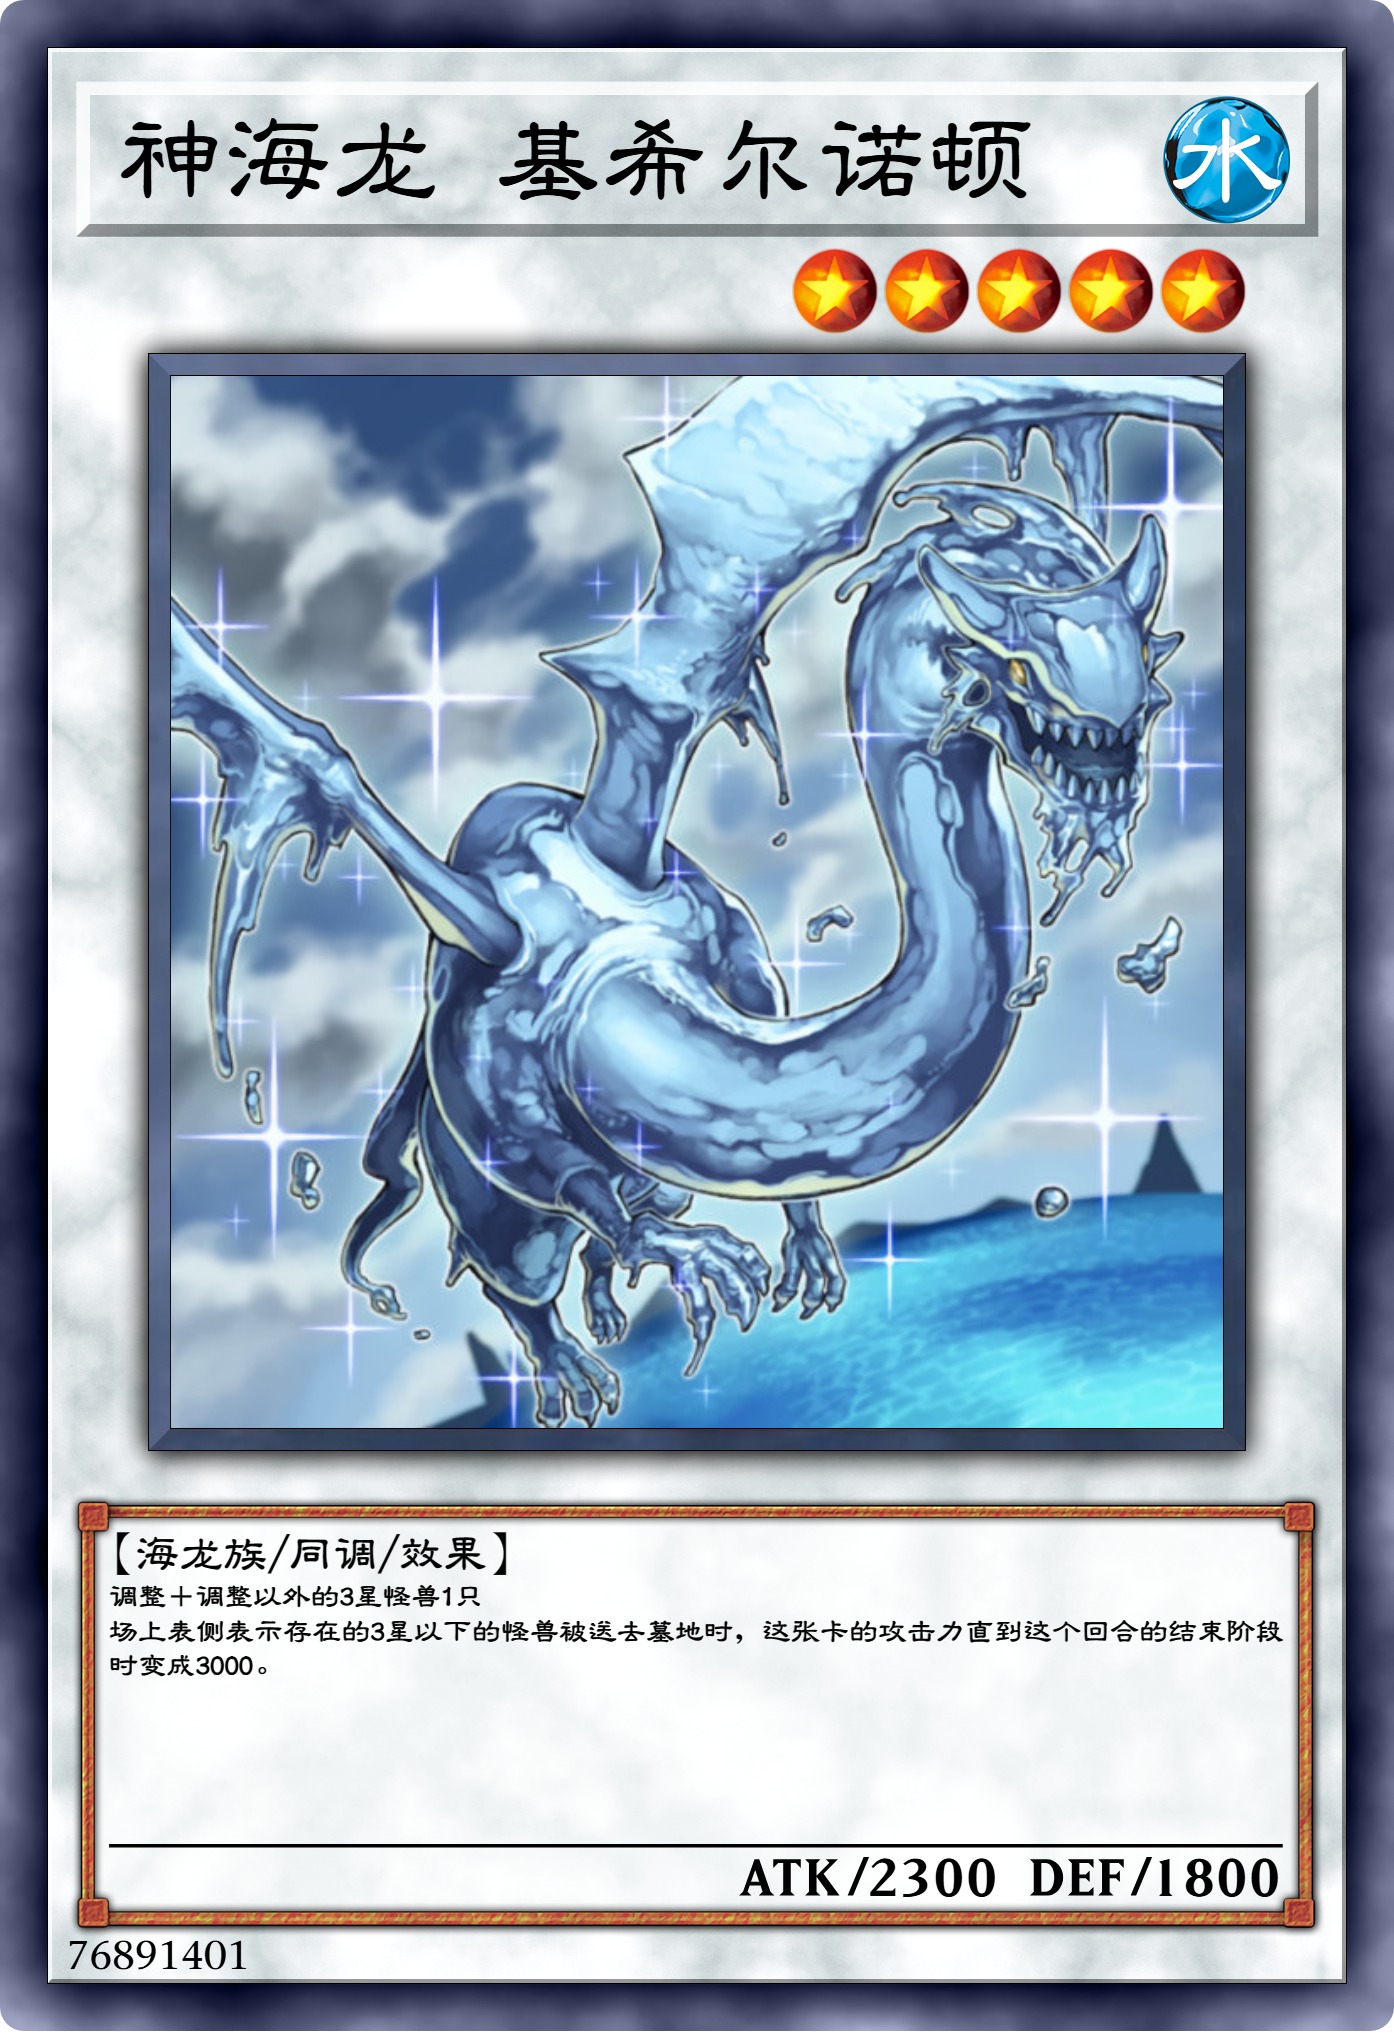 神海龙 基希尔诺顿
水
【海龙族/同调/效果】
调整＋调整以外的3星怪兽1只
场上表侧表示存在的3星以下的怪兽被送去墓地时，这张卡的攻击力直到这个回合的结束阶段
时变成3000。
ATK/2300 DEF/1800
76891401